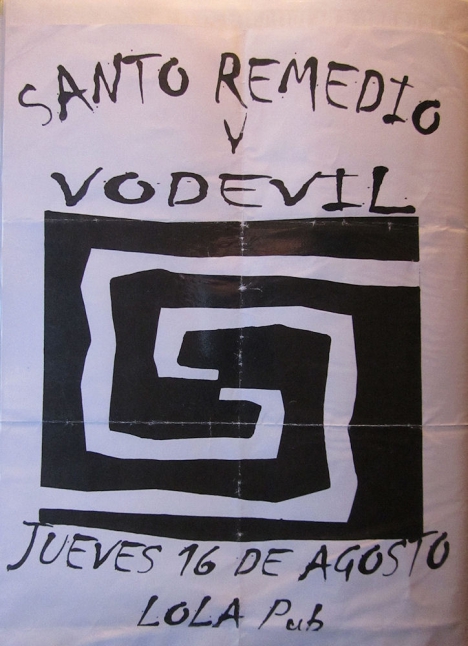 SANTO REMEDIO
Y
VODEVIL
JUEVES 16 DE AGOSTO
LOLA Pub